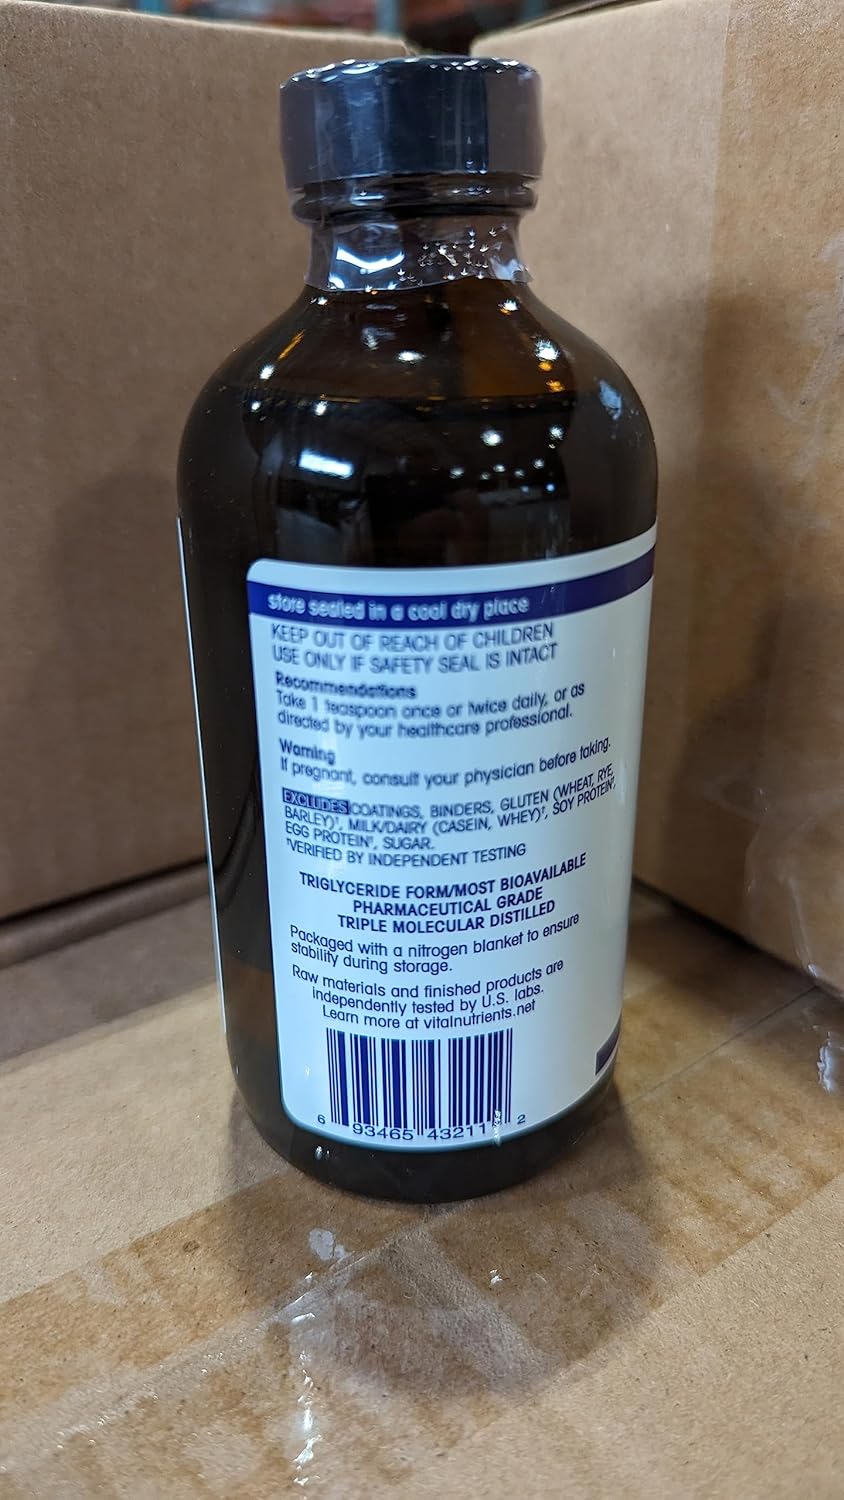 store sealed in a cool dry place
KEEP OUT OF REACH OF CHILDREN
USE ONLY IF SAFETY SEAL IS INTACT
Recommendations
Take 1 teaspoon once or twice daily, or as
directed by your healthcare professional.
Warning
If pregnant, consult your physician before taking.
EXCLUDES COATINGS, BINDERS, GLUTEN (WHEAT, RYE,
BARLEY)†, MILK/DAIRY (CASEIN, WHEY)†, SOY PROTEIN†,
EGG PROTEIN†, SUGAR.
†VERIFIED BY INDEPENDENT TESTING
TRIGLYCERIDE FORM/MOST BIOAVAILABLE
PHARMACEUTICAL GRADE
TRIPLE MOLECULAR DISTILLED
Packaged with a nitrogen blanket to ensure
stability during storage.
Raw materials and finished products are
independently tested by U.S. labs.
Learn more at vitalnutrients.net
6 93465 43211 2